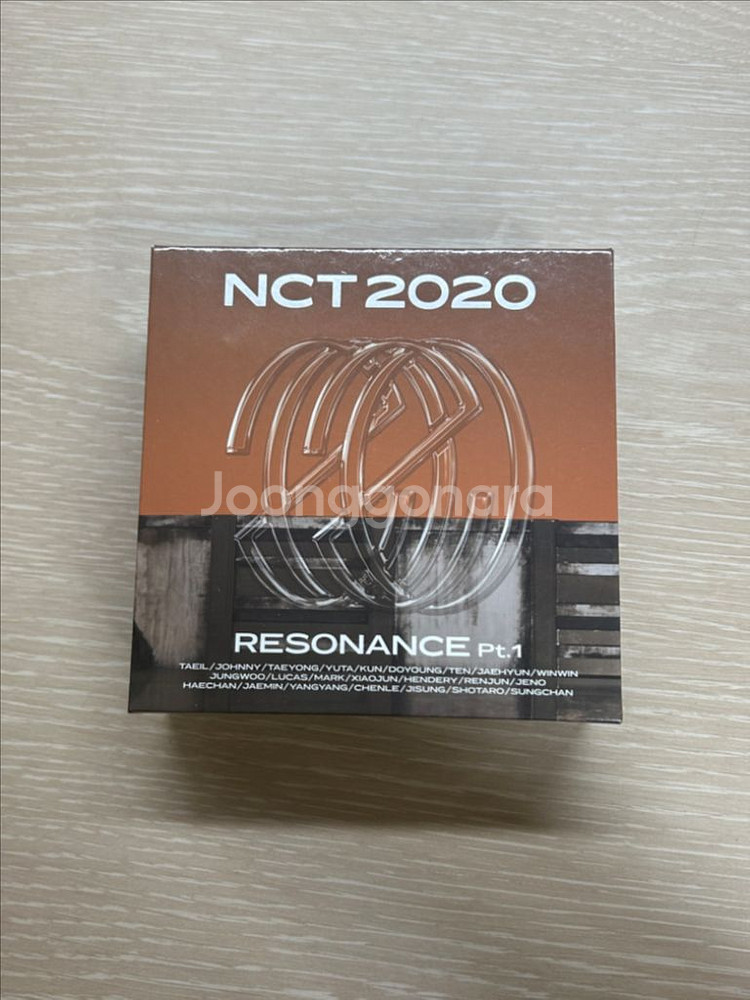 NCT 2020
Joonggonara
RESONANCE Pt.1
TAEIL/JOHNNY/TAEYONG/YUTA/KUN/DOYOUNG/TEN/JAEHYUN/WINWIN
JUNGWOO/LUCAS/MARK/XIAOJUN/HENDERY/RENJUN/JENO
HAECHAN/JAEMIN/YANGYANG/CHENLE/JISUNG/SHOTARO/SUNGCHAN